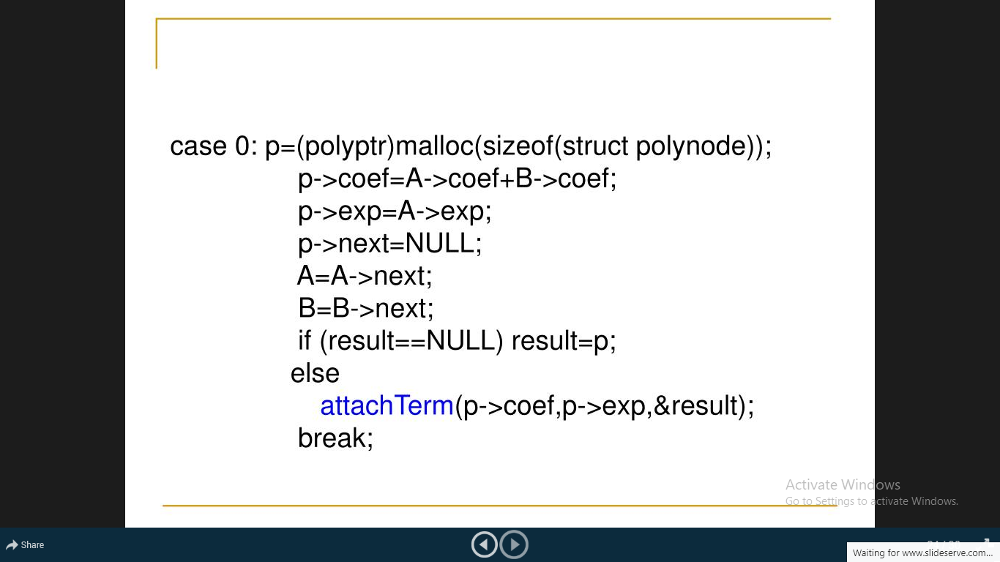 case 0: p=(polyptr)malloc(sizeof(struct polynode));
p->coef=A->coef+B->coef;
p->exp=A->exp;
p->next=NULL;
A=A->next;
B=B->next;
if (result==NULL) result=p;
else
attachTerm(p->coef,p->exp,&result);
break;
Activate Windows
Go to Settings to activate Windows.
Share
Waiting for www.slideserve.com...